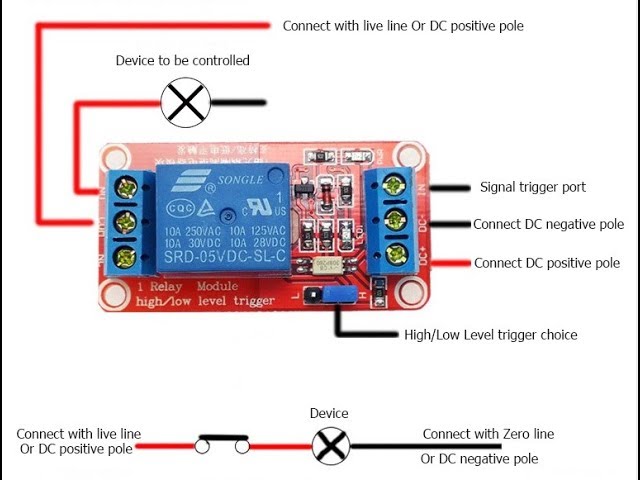 Connect with live line Or DC positive pole
Device to be controlled
SONGLE
®
CQC
C US 1
10A 250VAC 10A 125VAC
10A 30VDC 10A 28VDC
SRD-05VDC-SL-C
IN
DC-
DC+
Signal trigger port
Connect DC negative pole
Connect DC positive pole
1 Relay Module
high/low level trigger
L
H
High/Low Level trigger choice
Device
Connect with live line
Or DC positive pole
Connect with Zero line
Or DC negative pole